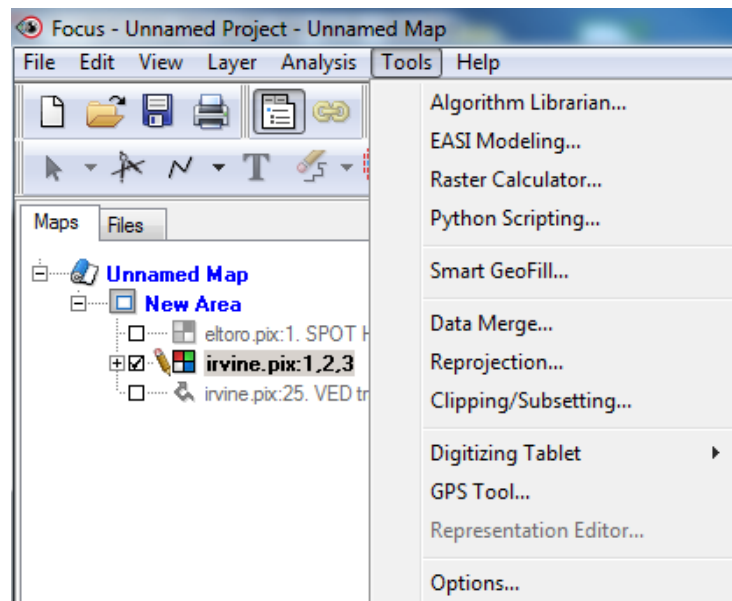 Focus - Unnamed Project - Unnamed Map
File Edit View Layer Analysis Tools Help
Maps Files
Unnamed Map
New Area
eltoro.pix:1. SPOT
irvine.pix:1,2,3
irvine.pix:25. VED
Algorithm Librarian...
EASI Modeling...
Raster Calculator...
Python Scripting...
Smart GeoFill...
Data Merge...
Reprojection...
Clipping/Subsetting...
Digitizing Tablet
GPS Tool...
Representation Editor...
Options...